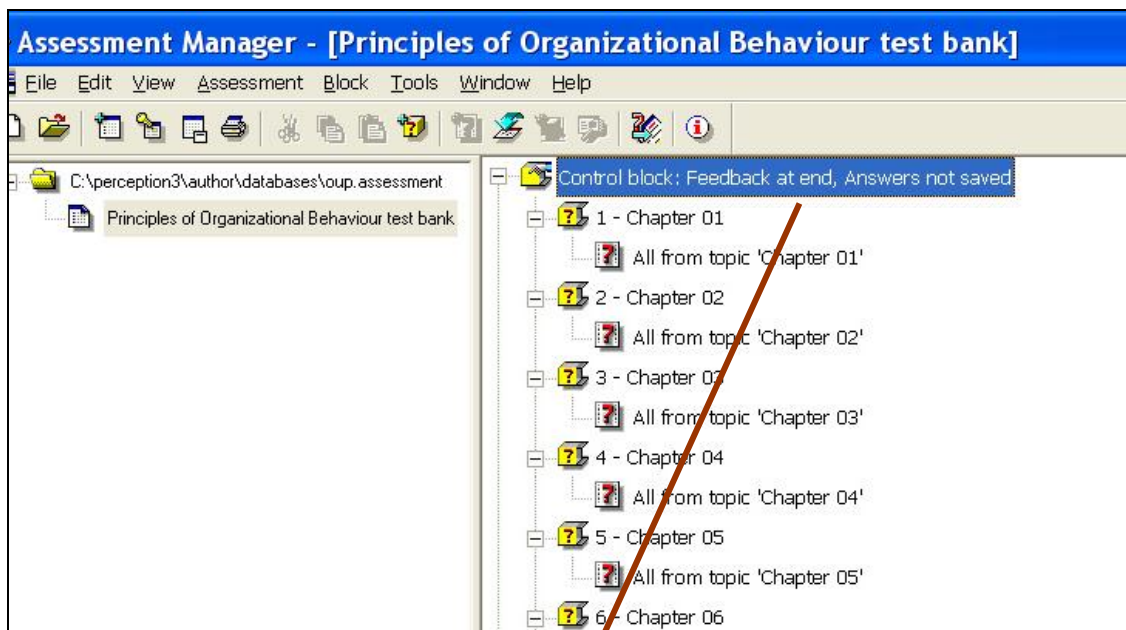 Assessment Manager - [Principles of Organizational Behaviour test bank]
File Edit View Assessment Block Tools Window Help
C:\perception3\author\databases\oup.assessment
Principles of Organizational Behaviour test bank
Control block: Feedback at end, Answers not saved
1 - Chapter 01
All from topic 'Chapter 01'
2 - Chapter 02
All from topic 'Chapter 02'
3 - Chapter 03
All from topic 'Chapter 03'
4 - Chapter 04
All from topic 'Chapter 04'
5 - Chapter 05
All from topic 'Chapter 05'
6 - Chapter 06